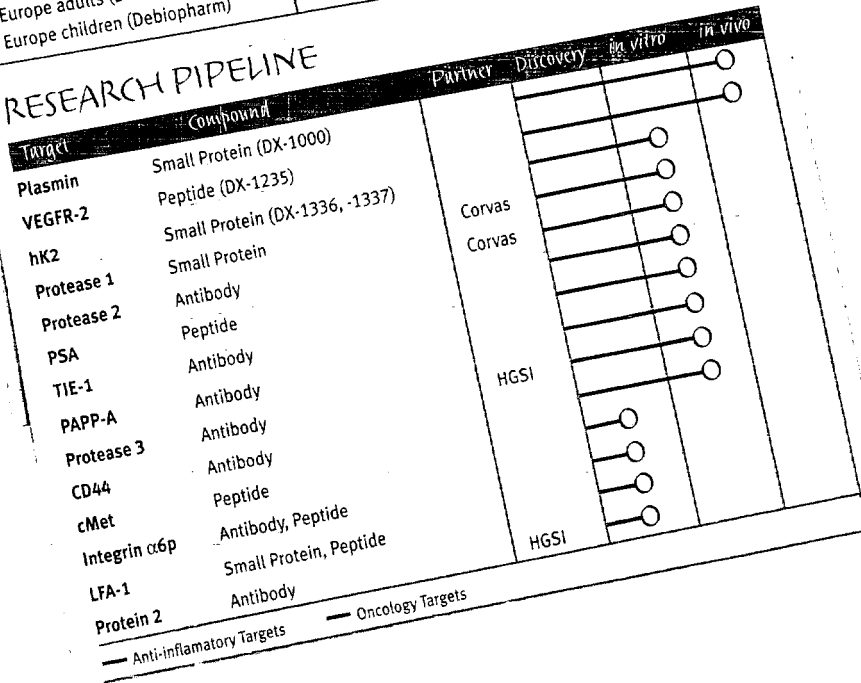 Europe adults
Europe children (Debiopharm)
RESEARCH PIPELINE
Target Compound Partner Discovery in vitro in vivo
Plasmin Small Protein (DX-1000)
VEGFR-2 Peptide (DX-1235)
hK2 Small Protein (DX-1336, -1337)
Protease 1 Small Protein Corvas
Protease 2 Antibody Corvas
PSA Peptide
TIE-1 Antibody
PAPP-A Antibody
Protease 3 Antibody HGSI
CD44 Antibody
cMet Peptide
Integrin α6p Antibody, Peptide
LFA-1 Small Protein, Peptide
Protein 2 Antibody HGSI
Anti-inflamatory Targets Oncology Targets